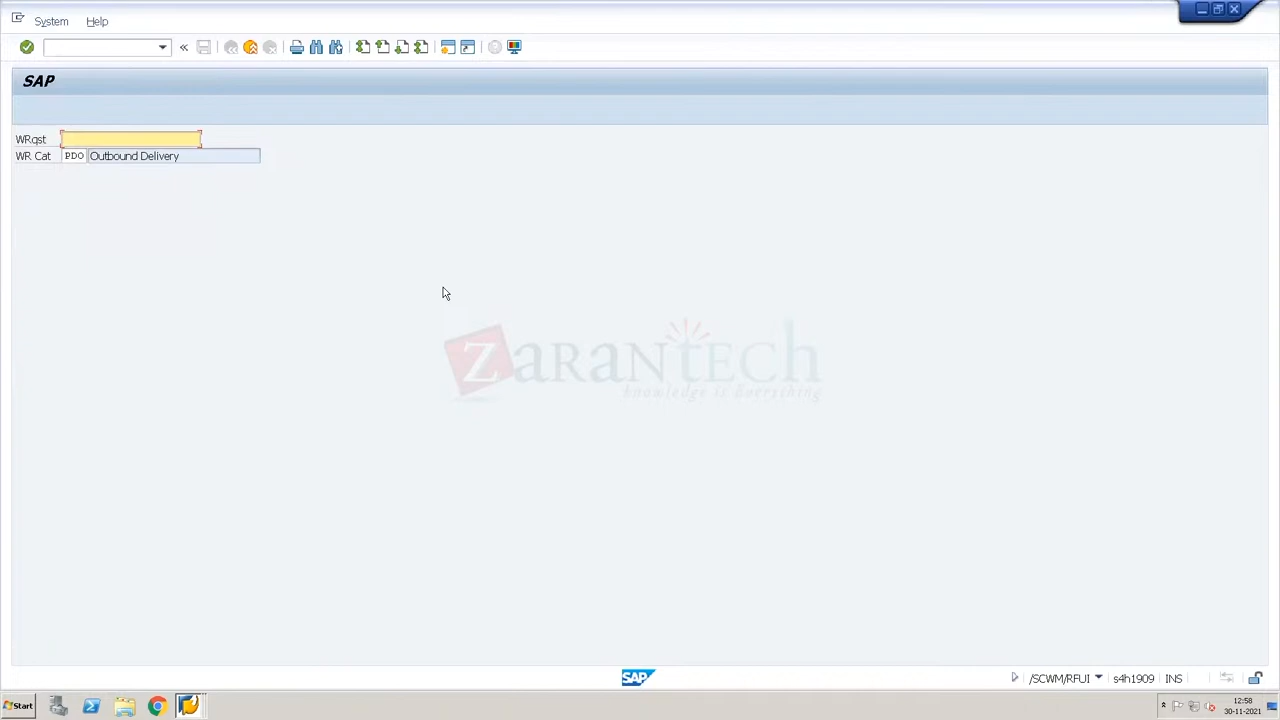 System Help
SAP
WRqst
WR Cat PDO Outbound Delivery
ZaranTech
knowledge is Everything
SAP /SCWM/RFUI s4h1909 INS
Start 12:58
30-11-2021